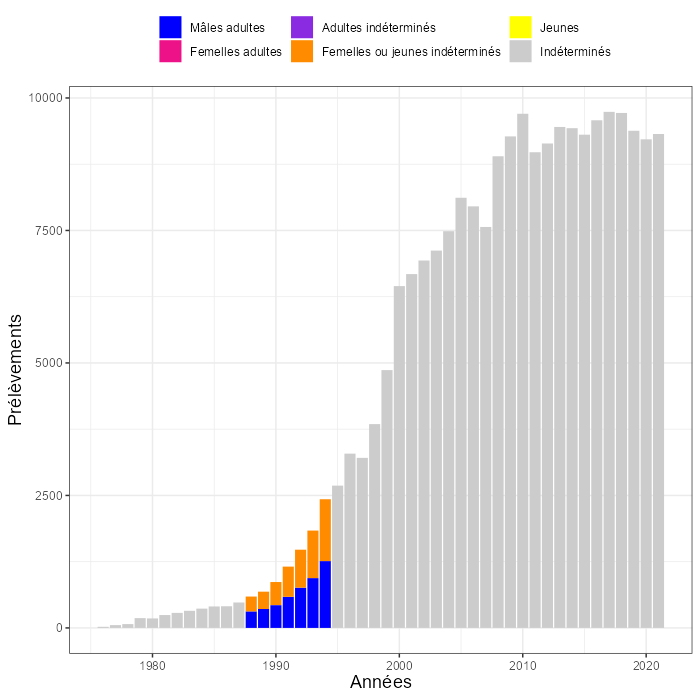 Mâles adultes
Adultes indéterminés
Jeunes
Femelles adultes
Femelles ou jeunes indéterminés
Indéterminés
10000
7500
5000
2500
0
Prélèvements
1980
1990
2000
2010
2020
Années